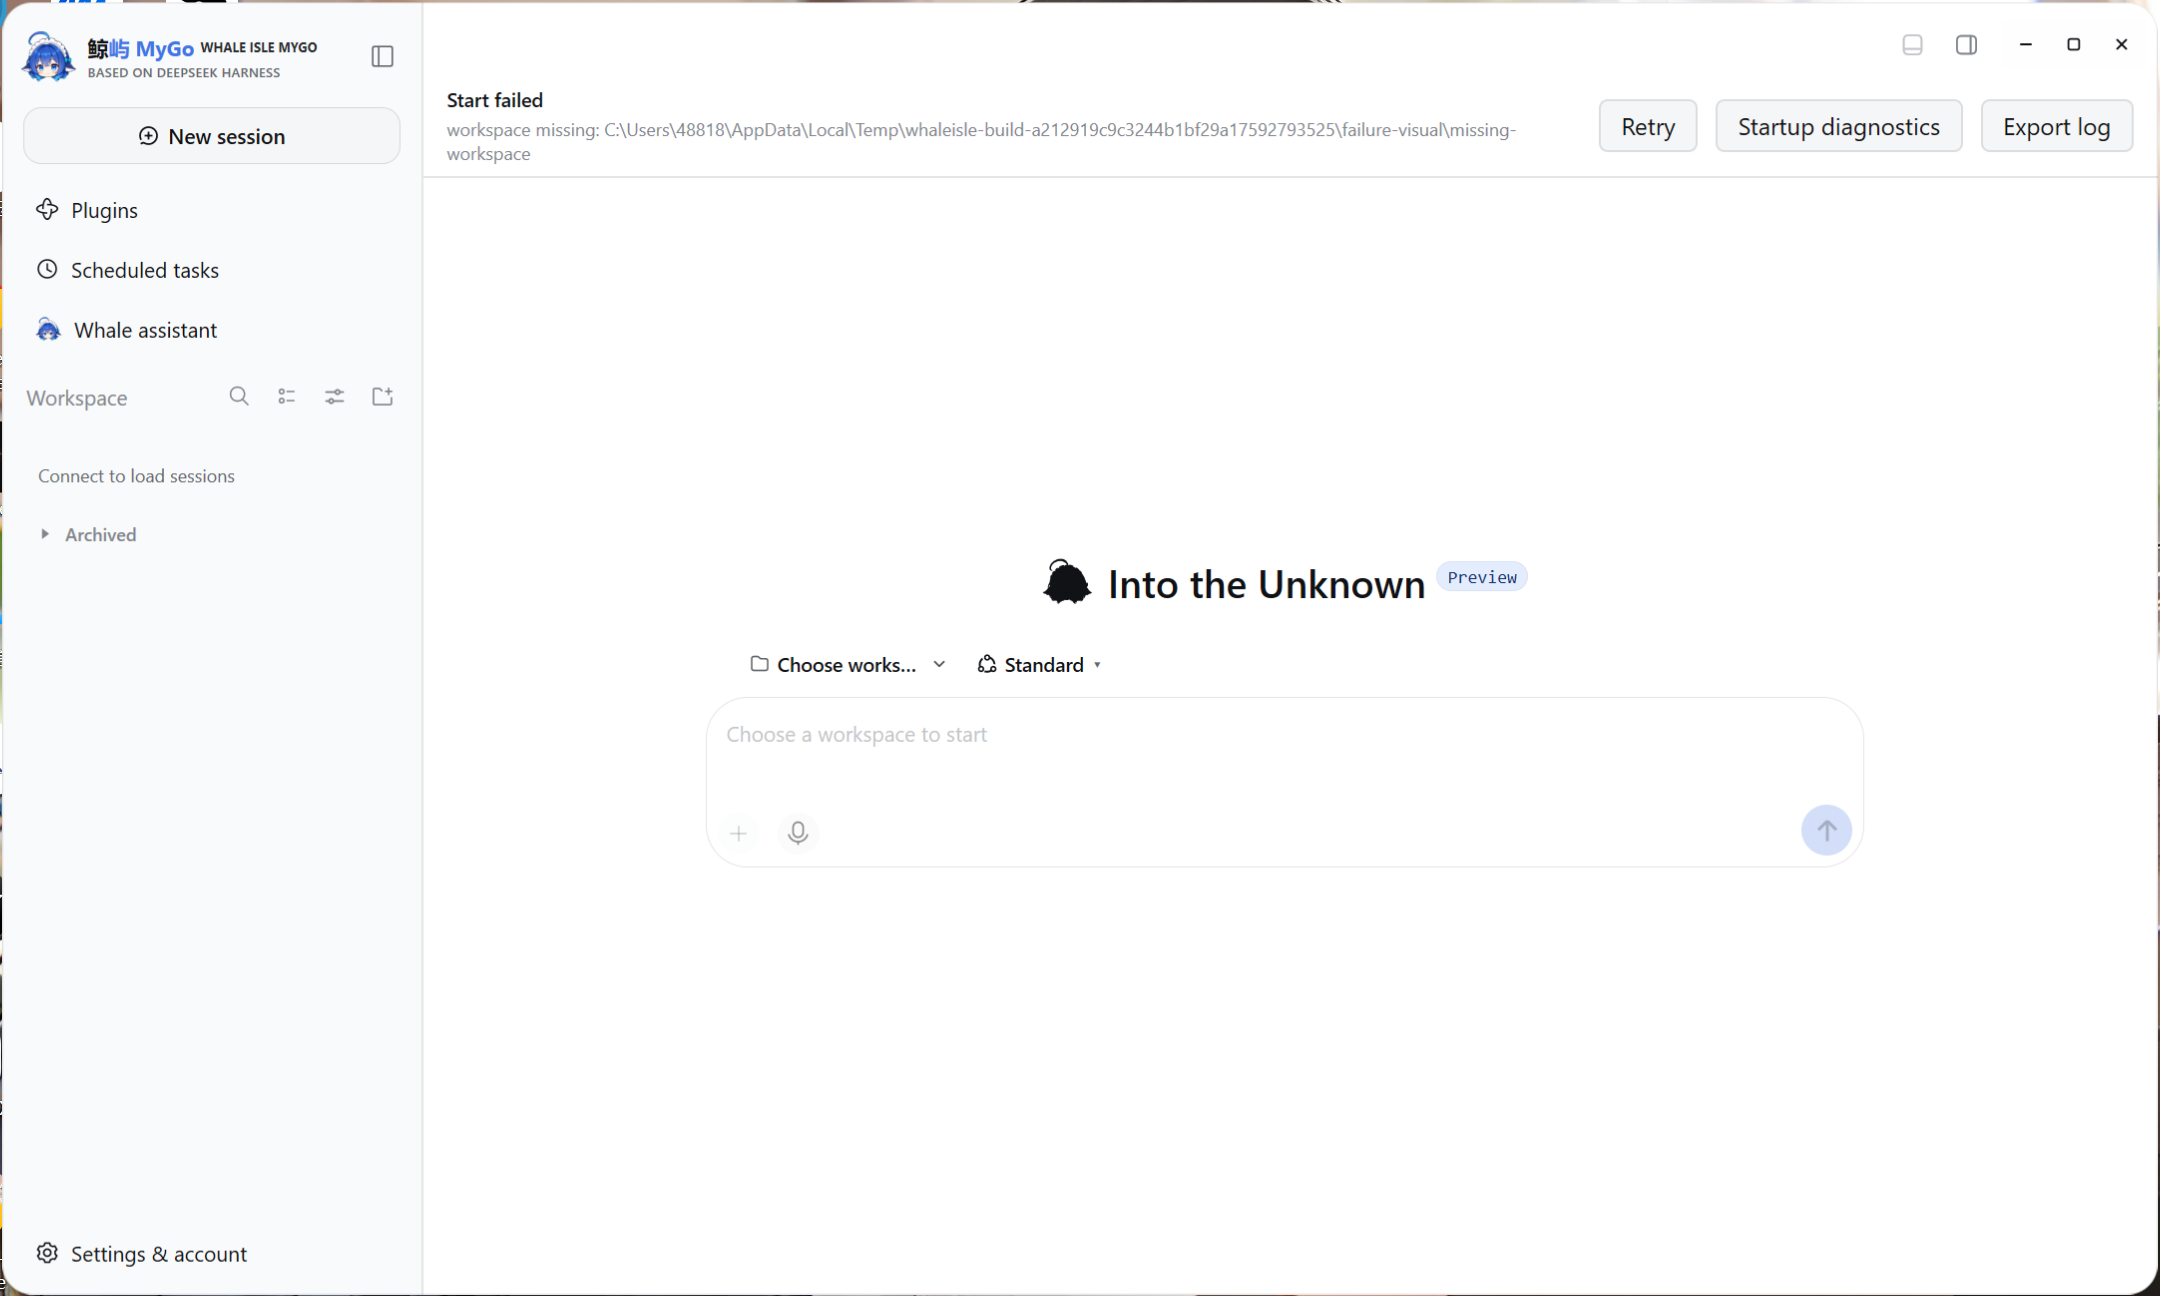 鲸屿 MyGo WHALE ISLE MYGO
BASED ON DEEPSEEK HARNESS
New session
Plugins
Scheduled tasks
Whale assistant
Workspace
Connect to load sessions
Archived
Settings & account
Start failed
workspace missing: C:\Users\48818\AppData\Local\Temp\whaleisle-build-a212919c9c3244b1bf29a17592793525\failure-visual\missing-
workspace
Retry
Startup diagnostics
Export log
Into the Unknown Preview
Choose works... Standard
Choose a workspace to start